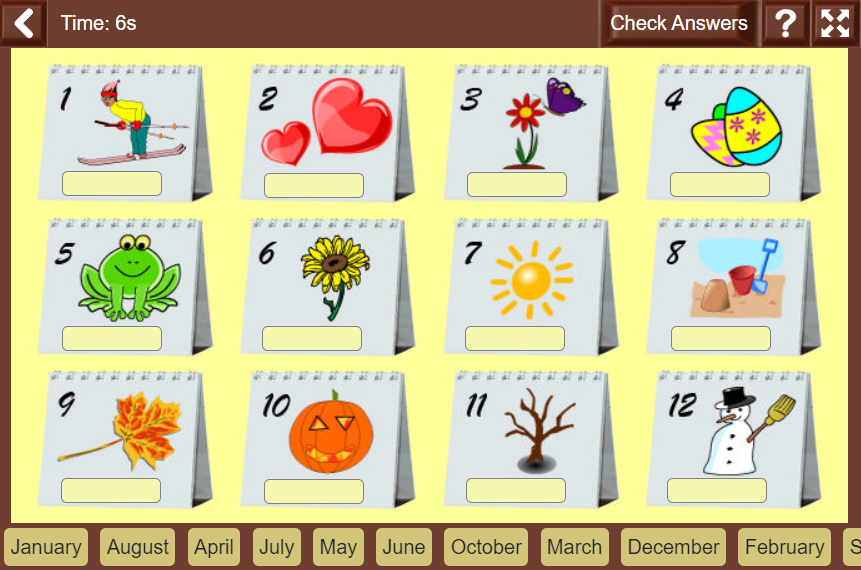 Time: 6s
Check Answers
?
1
2
3
4
5
6
7
8
9
10
11
12
January
August
April
July
May
June
October
March
December
February
S